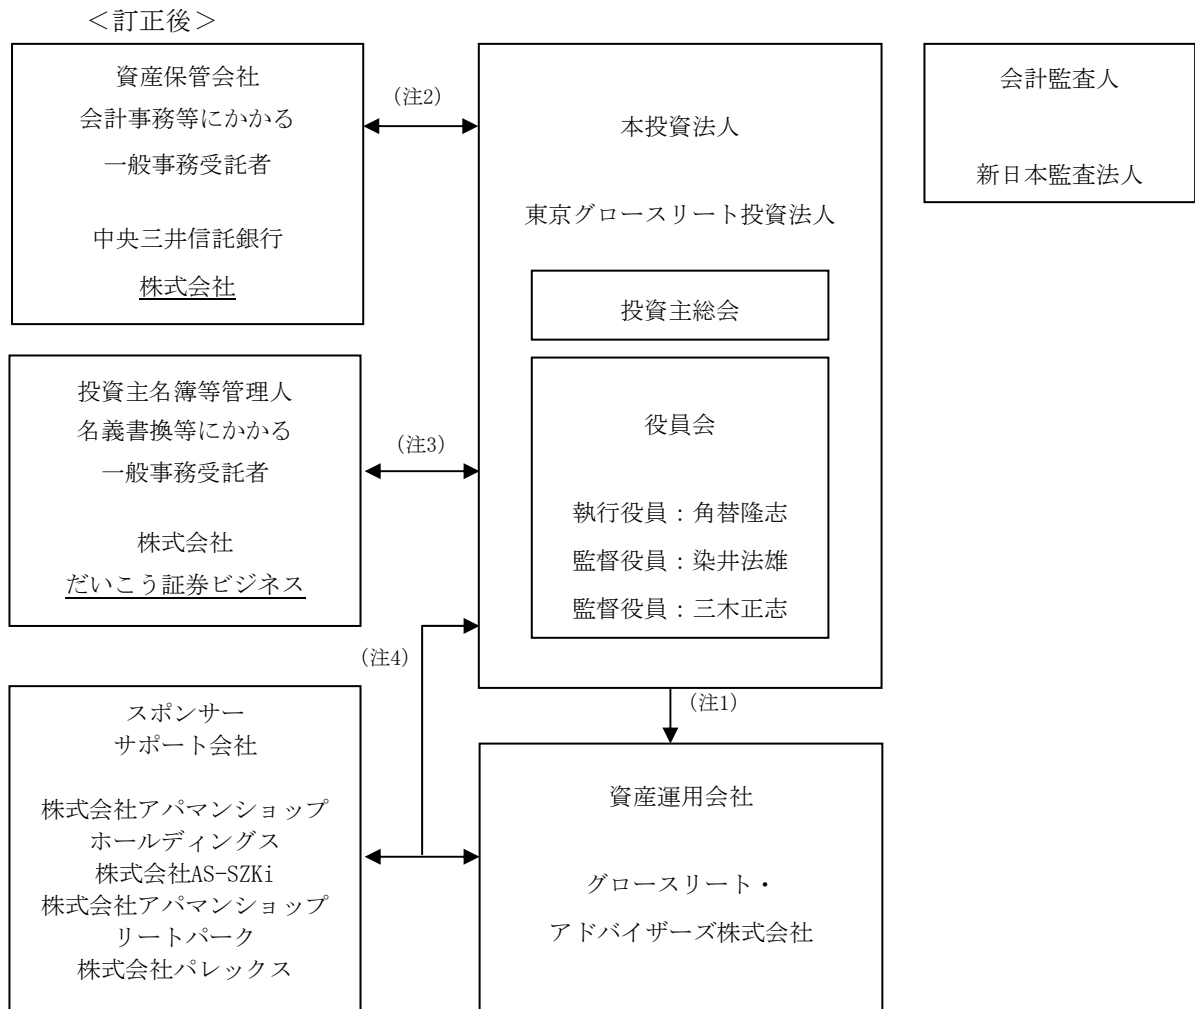 ＜訂正後＞
資産保管会社
会計事務等にかかる
一般事務受託者
中央三井信託銀行
株式会社
(注2)
本投資法人
東京グロースリート投資法人
投資主総会
役員会
執行役員：角替隆志
監督役員：染井法雄
監督役員：三木正志
会計監査人
新日本監査法人
投資主名簿等管理人
名義書換等にかかる
一般事務受託者
株式会社
だいこう証券ビジネス
(注3)
(注4)
(注1)
スポンサー
サポート会社
株式会社アパマンショップ
ホールディングス
株式会社AS-SZKi
株式会社アパマンショップ
リートパーク
株式会社パレックス
資産運用会社
グロースリート・
アドバイザーズ株式会社